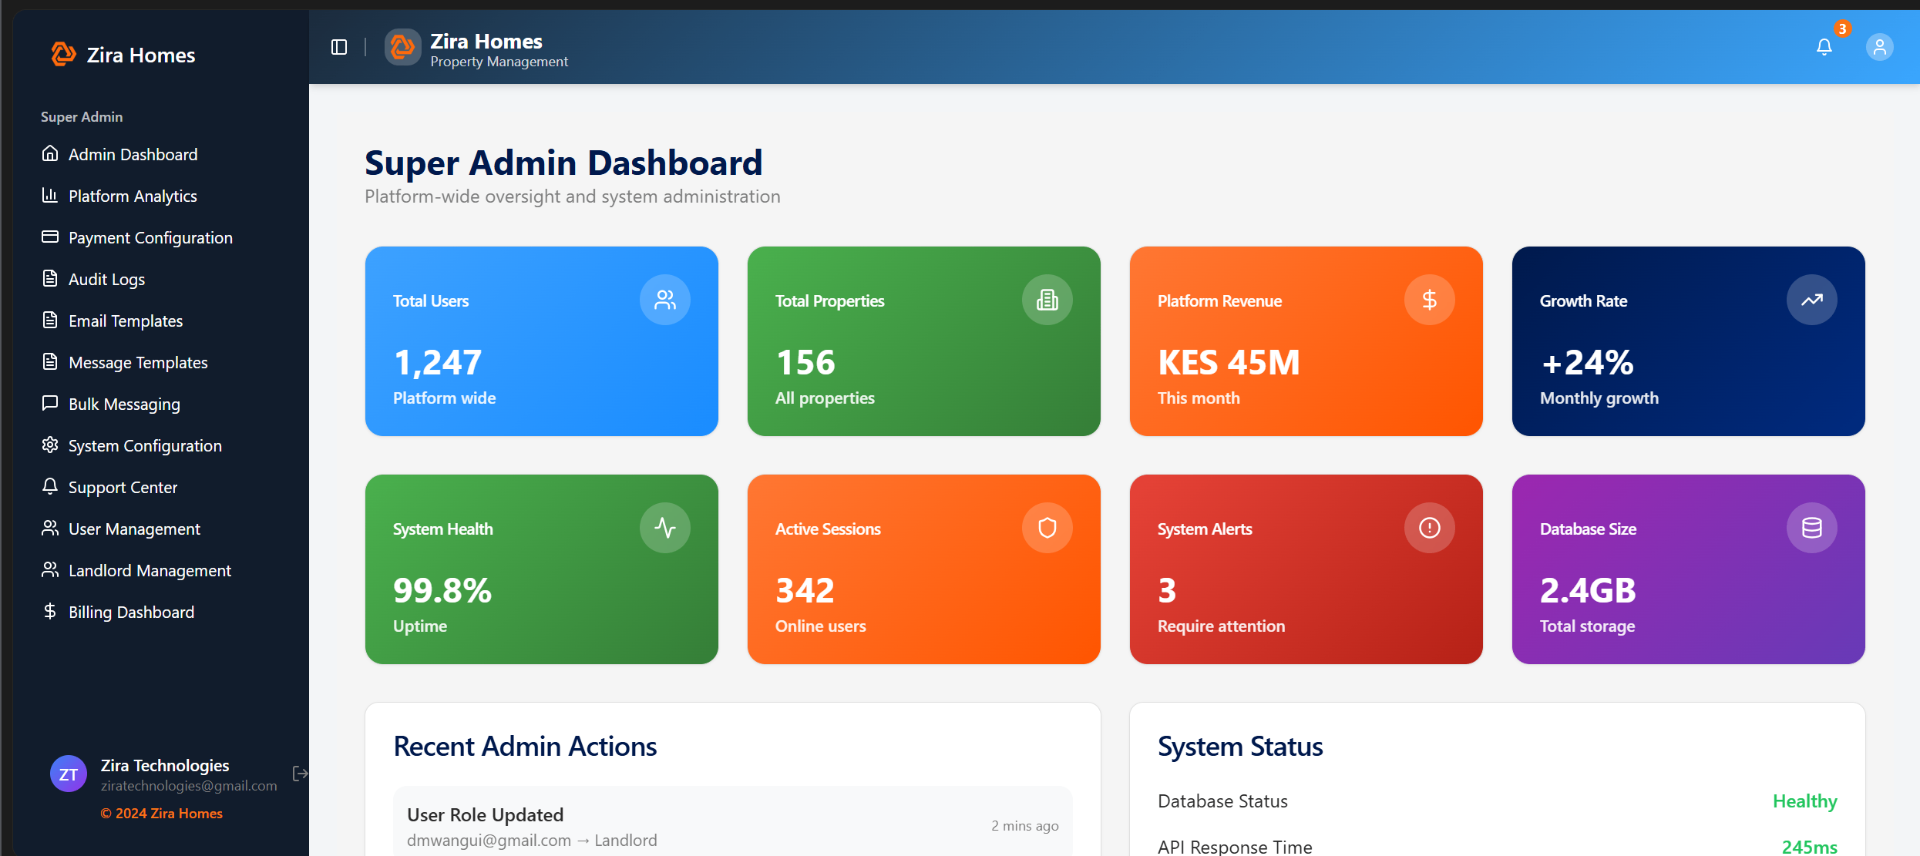 Zira Homes
Super Admin
Admin Dashboard
Platform Analytics
Payment Configuration
Audit Logs
Email Templates
Message Templates
Bulk Messaging
System Configuration
Support Center
User Management
Landlord Management
Billing Dashboard
ZT
Zira Technologies
ziratechnologies@gmail.com
© 2024 Zira Homes
Zira Homes
Property Management
3
Super Admin Dashboard
Platform-wide oversight and system administration
Total Users
1,247
Platform wide
Total Properties
156
All properties
Platform Revenue
KES 45M
This month
Growth Rate
+24%
Monthly growth
System Health
99.8%
Uptime
Active Sessions
342
Online users
System Alerts
3
Require attention
Database Size
2.4GB
Total storage
Recent Admin Actions
User Role Updated
dmwangui@gmail.com → Landlord
2 mins ago
System Status
Database Status
Healthy
API Response Time
245ms